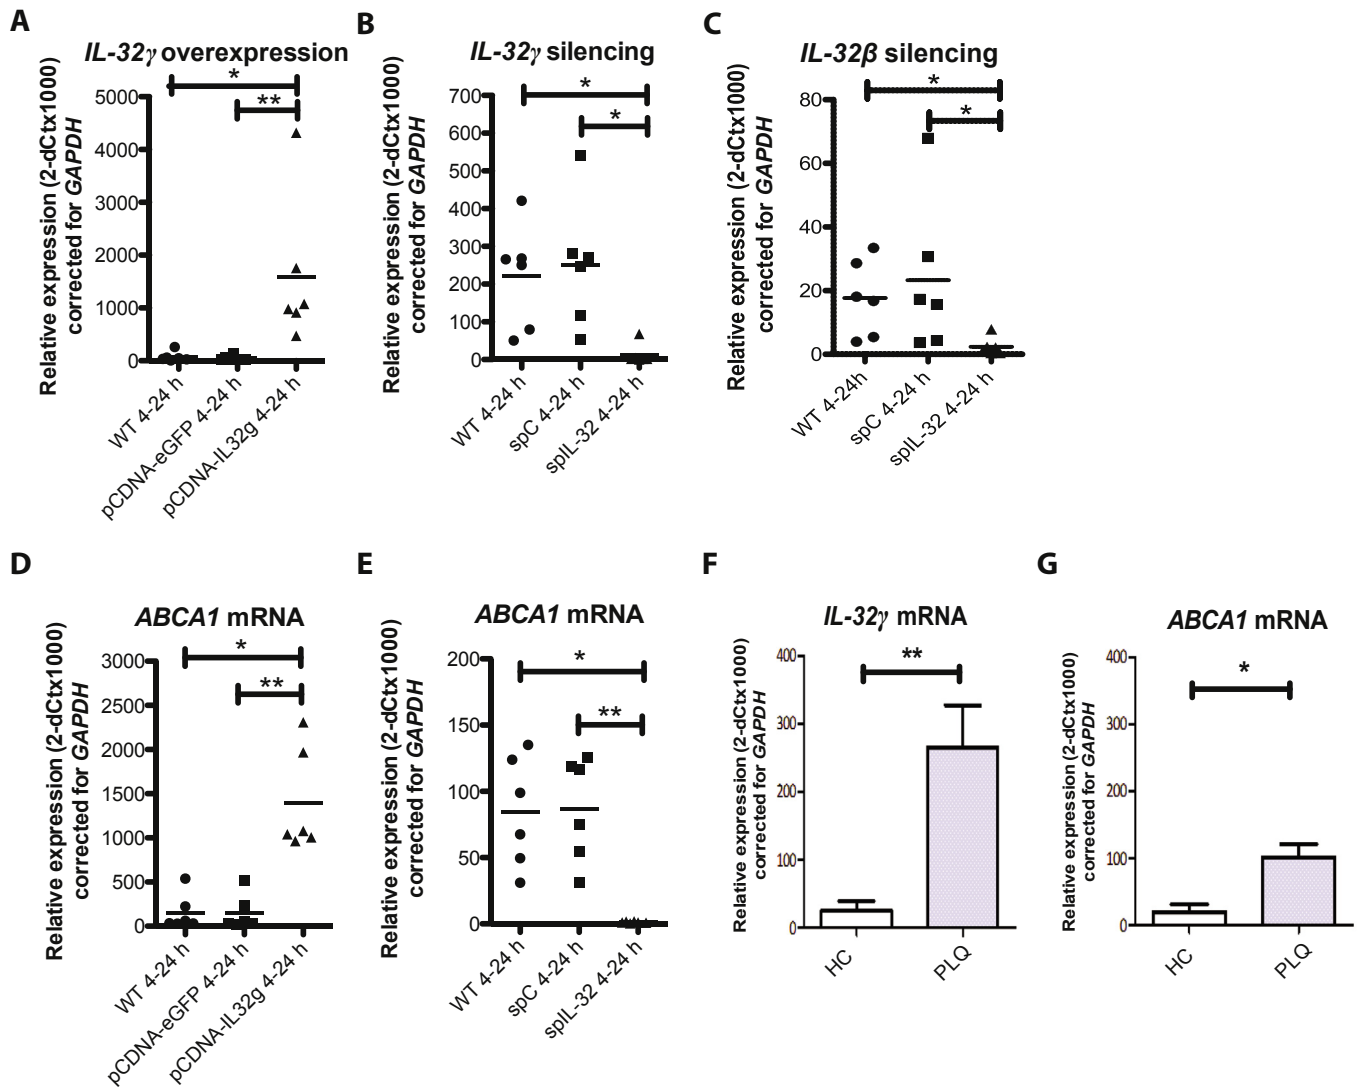 A
IL-32γ overexpression
Relative expression (2-dCtx1000)
corrected for GAPDH
*
**
5000
4000
3000
2000
1000
0
WT 4-24 h
pCDNA-eGFP 4-24 h
pCDNA-IL32g 4-24 h
B
IL-32γ silencing
Relative expression (2-dCtx1000)
corrected for GAPDH
*
*
700
600
500
400
300
200
100
0
WT 4-24 h
spC 4-24 h
spIL-32 4-24 h
C
IL-32β silencing
Relative expression (2-dCtx1000)
corrected for GAPDH
*
*
80
60
40
20
0
WT 4-24h
spC 4-24 h
spIL-32 4-24 h
D
ABCA1 mRNA
Relative expression (2-dCtx1000)
corrected for GAPDH
*
**
3000
2500
2000
1500
1000
500
0
WT 4-24 h
pCDNA-eGFP 4-24 h
pCDNA-IL32g 4-24 h
E
ABCA1 mRNA
Relative expression (2-dCtx1000)
corrected for GAPDH
*
**
200
150
100
50
0
WT 4-24 h
spC 4-24 h
spIL-32 4-24 h
F
IL-32γ mRNA
Relative expression (2-dCtx1000)
corrected for GAPDH
**
400
300
200
100
0
HC
PLQ
G
ABCA1 mRNA
Relative expression (2-dCtx1000)
corrected for GAPDH
*
400
300
200
100
0
HC
PLQ